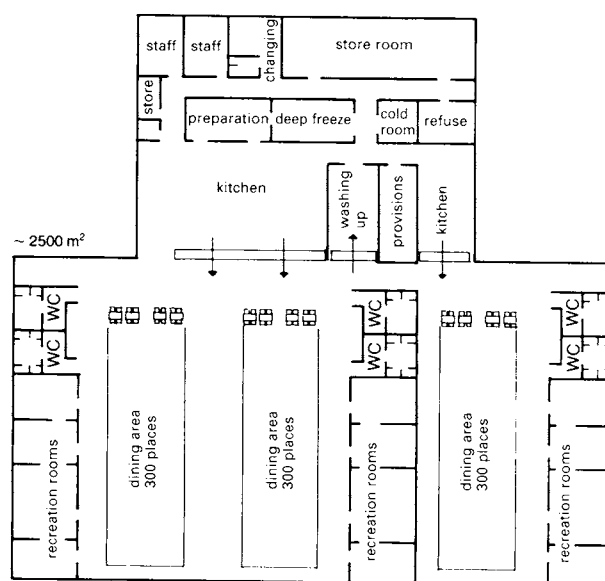 staff
staff
changing
store room
store
preparation
deep freeze
cold
room
refuse
kitchen
washing
up
provisions
kitchen
~ 2500 m²
WC
WC
WC
WC
WC
WC
dining area
300 places
dining area
300 places
dining area
300 places
recreation rooms
recreation rooms
recreation rooms